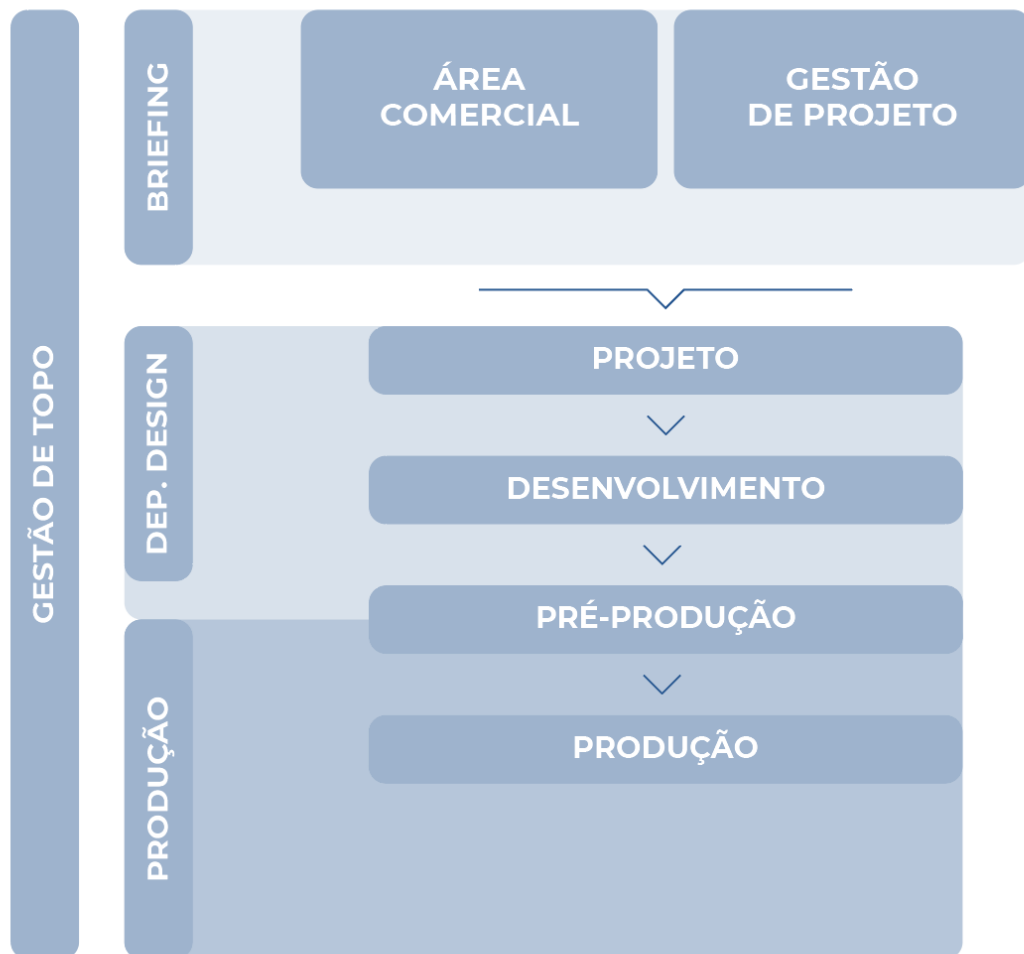 GESTÃO DE TOPO
BRIEFING
ÁREA
COMERCIAL
GESTÃO
DE PROJETO
DEP. DESIGN
PROJETO
DESENVOLVIMENTO
PRÉ-PRODUÇÃO
PRODUÇÃO
PRODUÇÃO